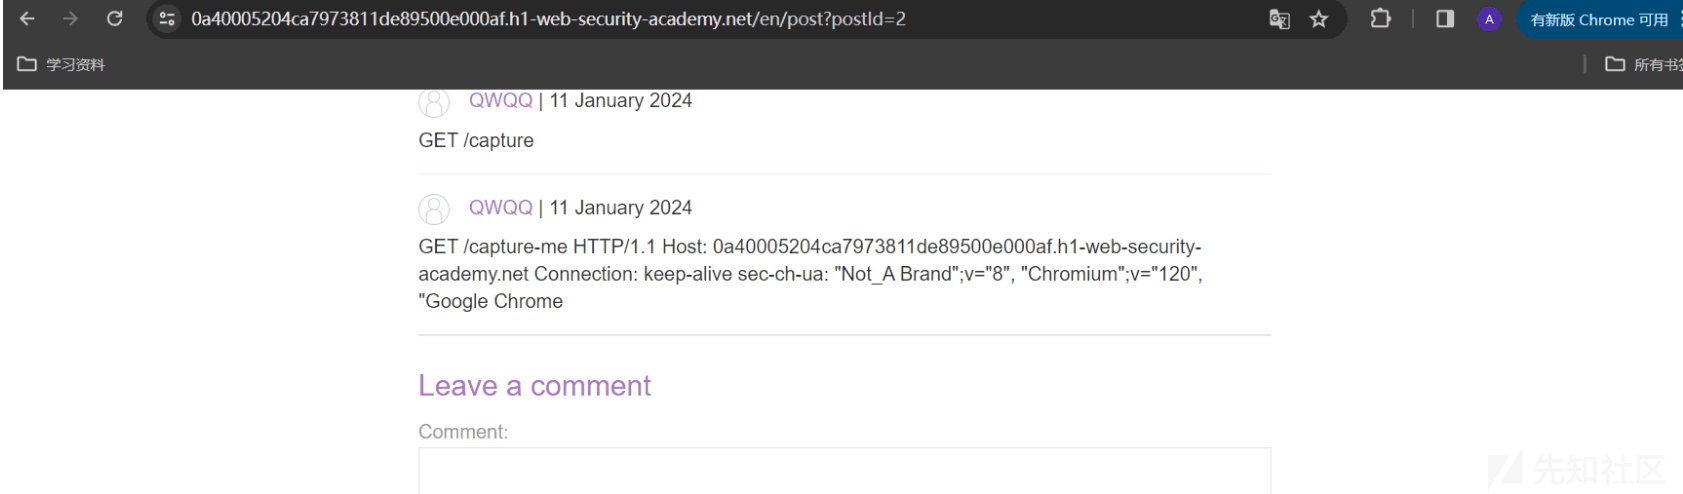 0a40005204ca7973811de89500e000af.h1-web-security-academy.net/en/post?postId=2
A
有新版 Chrome 可用
学习资料
所有书签
QWQQ | 11 January 2024
GET /capture
QWQQ | 11 January 2024
GET /capture-me HTTP/1.1 Host: 0a40005204ca7973811de89500e000af.h1-web-security-
academy.net Connection: keep-alive sec-ch-ua: "Not_A Brand";v="8", "Chromium";v="120",
"Google Chrome
Leave a comment
Comment:
先知社区